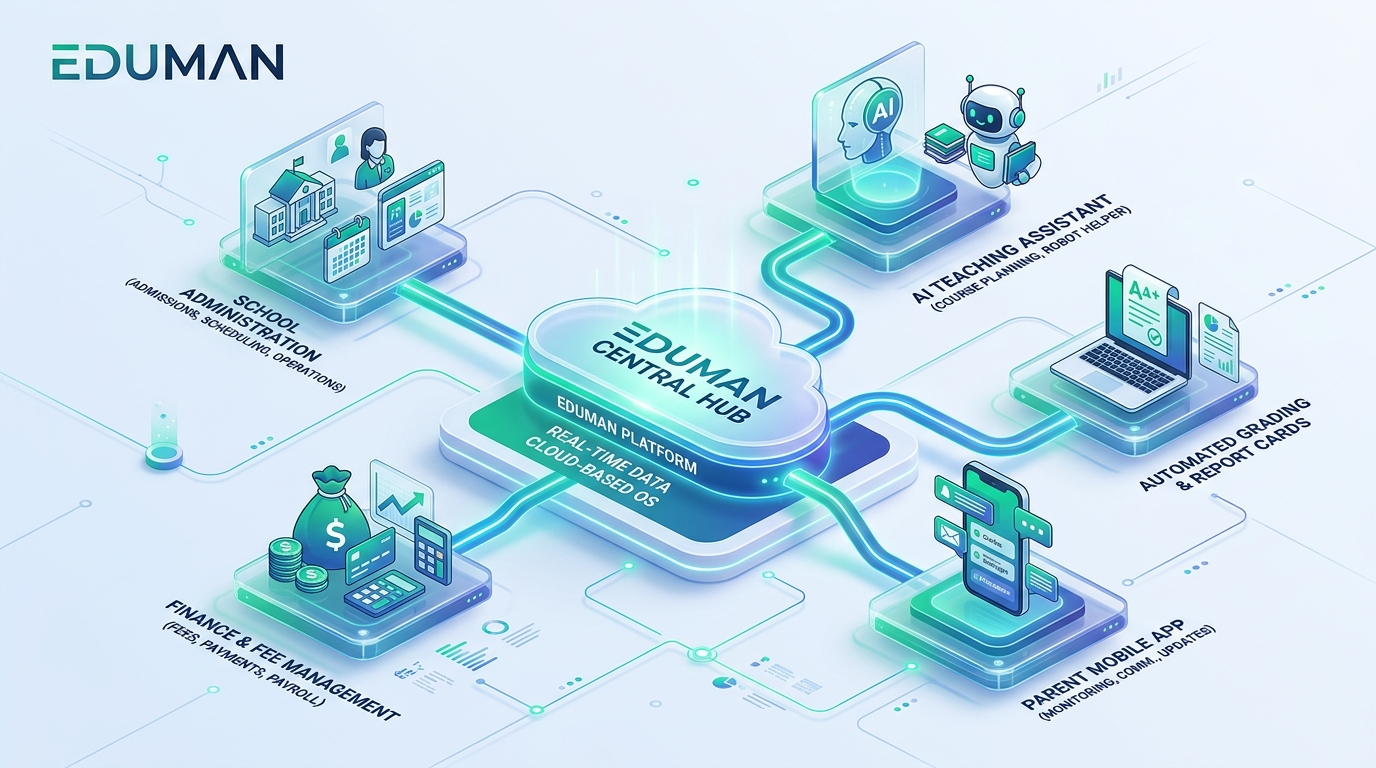 EDUMAN
AI
SCHOOL
ADMINISTRATION
(ADMISSIONS, SCHEDULING, OPERATIONS)
AI TEACHING ASSISTANT
(COURSE PLANNING, ROBOT HELPER)
EDUMAN
CENTRAL HUB
EDUMAN PLATFORM
REAL-TIME DATA
CLOUD-BASED OS
AA+
AUTOMATED GRADING
& REPORT CARDS
$
$
$
FINANCE & FEE MANAGEMENT
(FEES, PAYMENTS, PAYROLL)
PARENT MOBILE APP
(MONITORING, COMM., UPDATES)